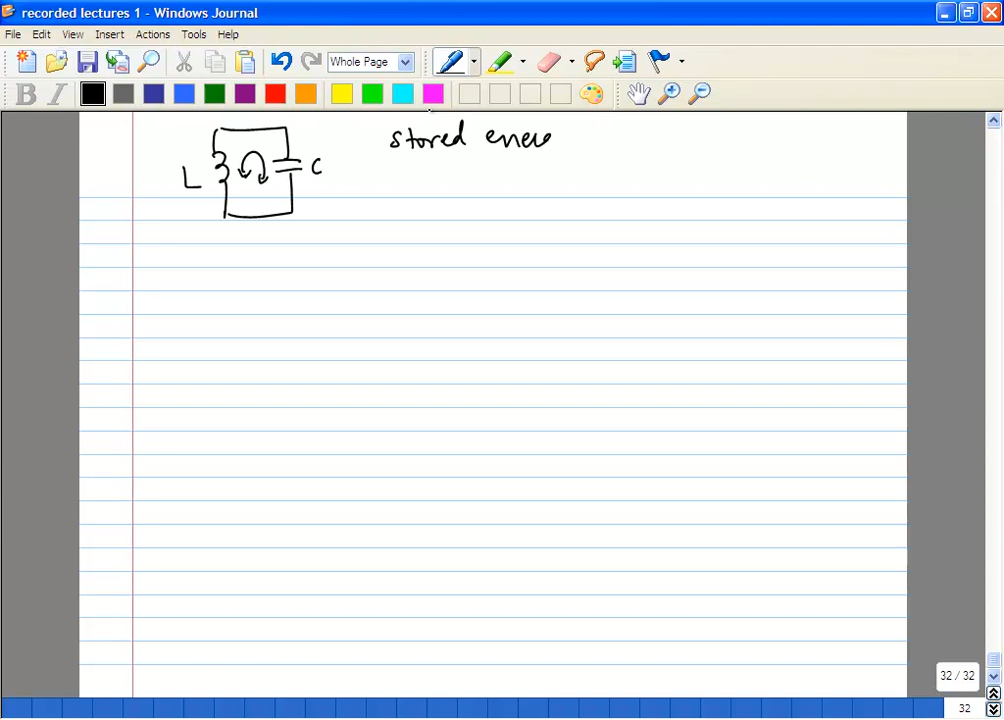 recorded lectures 1 - Windows Journal
File Edit View Insert Actions Tools Help
Whole Page
B I
stored ener
L C
32 / 32
32